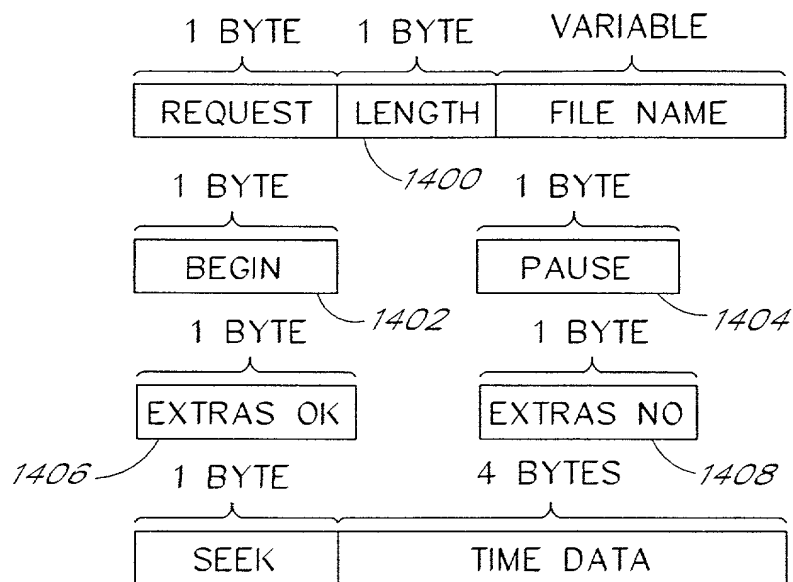 1 BYTE 1 BYTE VARIABLE
REQUEST LENGTH FILE NAME
1400
1 BYTE 1 BYTE
BEGIN PAUSE
1402 1404
1 BYTE 1 BYTE
EXTRAS OK EXTRAS NO
1406 1 BYTE 4 BYTES 1408
SEEK TIME DATA